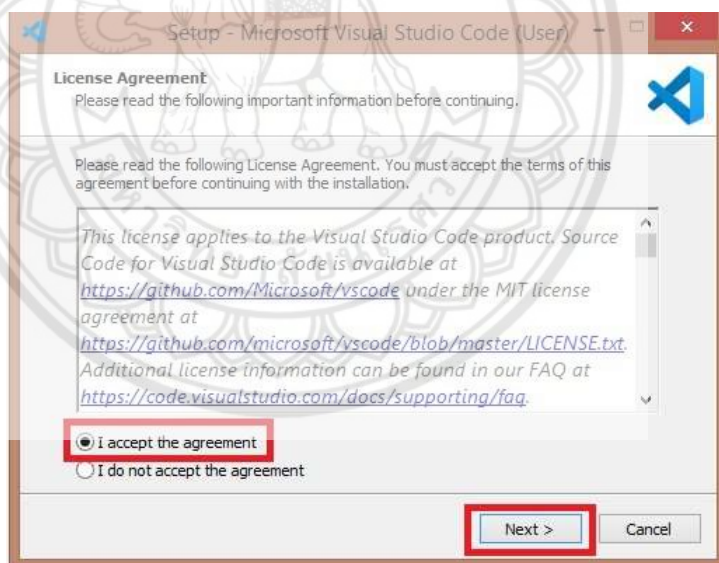 Setup - Microsoft Visual Studio Code (User)
License Agreement
Please read the following important information before continuing.
Please read the following License Agreement. You must accept the terms of this
agreement before continuing with the installation.
This license applies to the Visual Studio Code product. Source
Code for Visual Studio Code is available at
https://github.com/Microsoft/vscode under the MIT license
agreement at
https://github.com/microsoft/vscode/blob/master/LICENSE.txt.
Additional license information can be found in our FAQ at
https://code.visualstudio.com/docs/supporting/faq.
I accept the agreement
I do not accept the agreement
Next >
Cancel